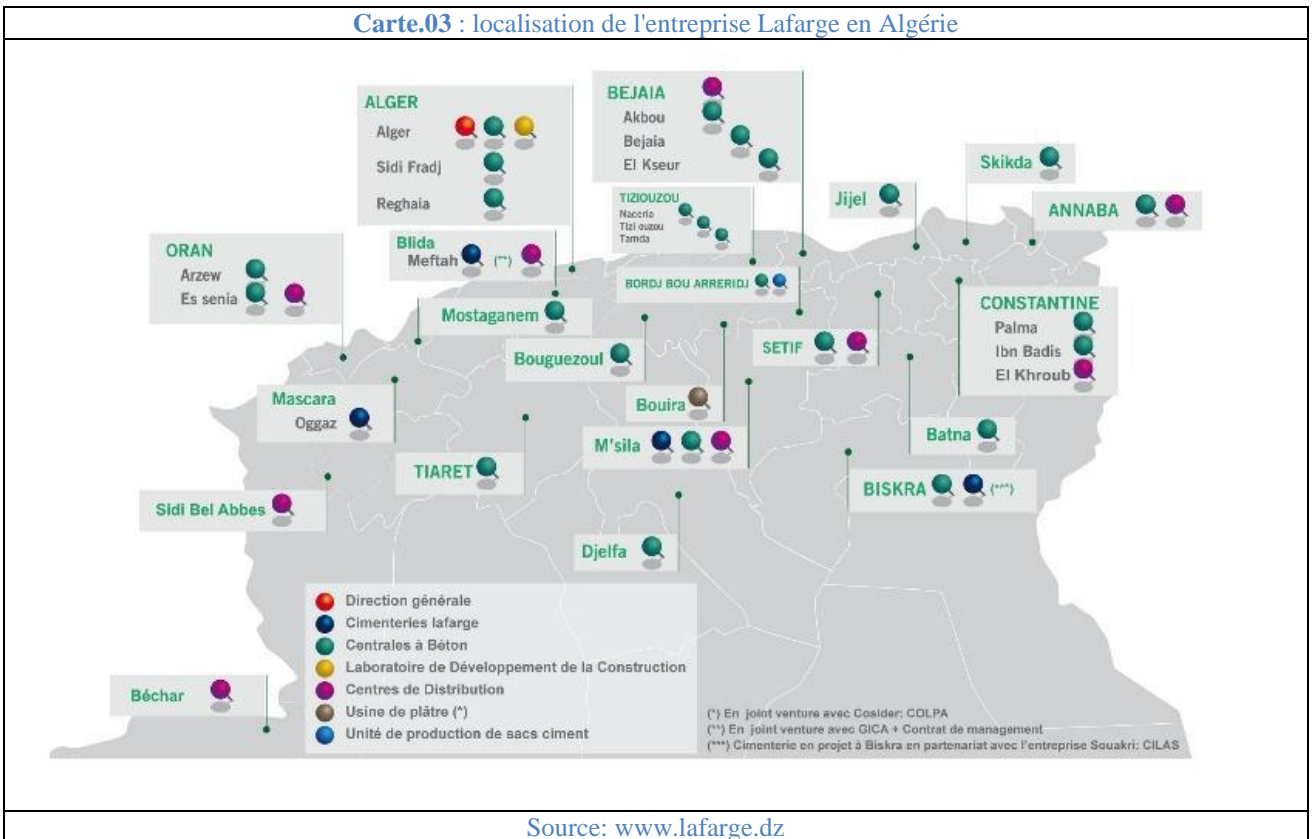 Carte.03 : localisation de l'entreprise Lafarge en Algérie
ALGER
Alger
Sidi Fradj
Reghaia
BEJAIA
Akbou
Bejaia
El Kseur
TIZIOUZOU
Naceria
Tizi ouzou
Tamda
Jijel
Skikda
ANNABA
ORAN
Arzew
Es senia
Blida
Meftah (**)
BORDJ BOU ARRERIDJ
Mostaganem
Bouguezoul
SETIF
CONSTANTINE
Palma
Ibn Badis
El Khroub
Mascara
Oggaz
Bouira
M'sila
Batna
TIARET
BISKRA (***)
Sidi Bel Abbes
Djelfa
Direction générale
Cimenteries lafarge
Centrales à Béton
Laboratoire de Développement de la Construction
Centres de Distribution
Usine de plâtre (*)
Unité de production de sacs ciment
Béchar
(*) En joint venture avec Cosider: COLPA
(**) En joint venture avec GICA + Contrat de management
(***) Cimenterie en projet à Biskra en partenariat avec l'entreprise Souakri: CILAS
Source: www.lafarge.dz